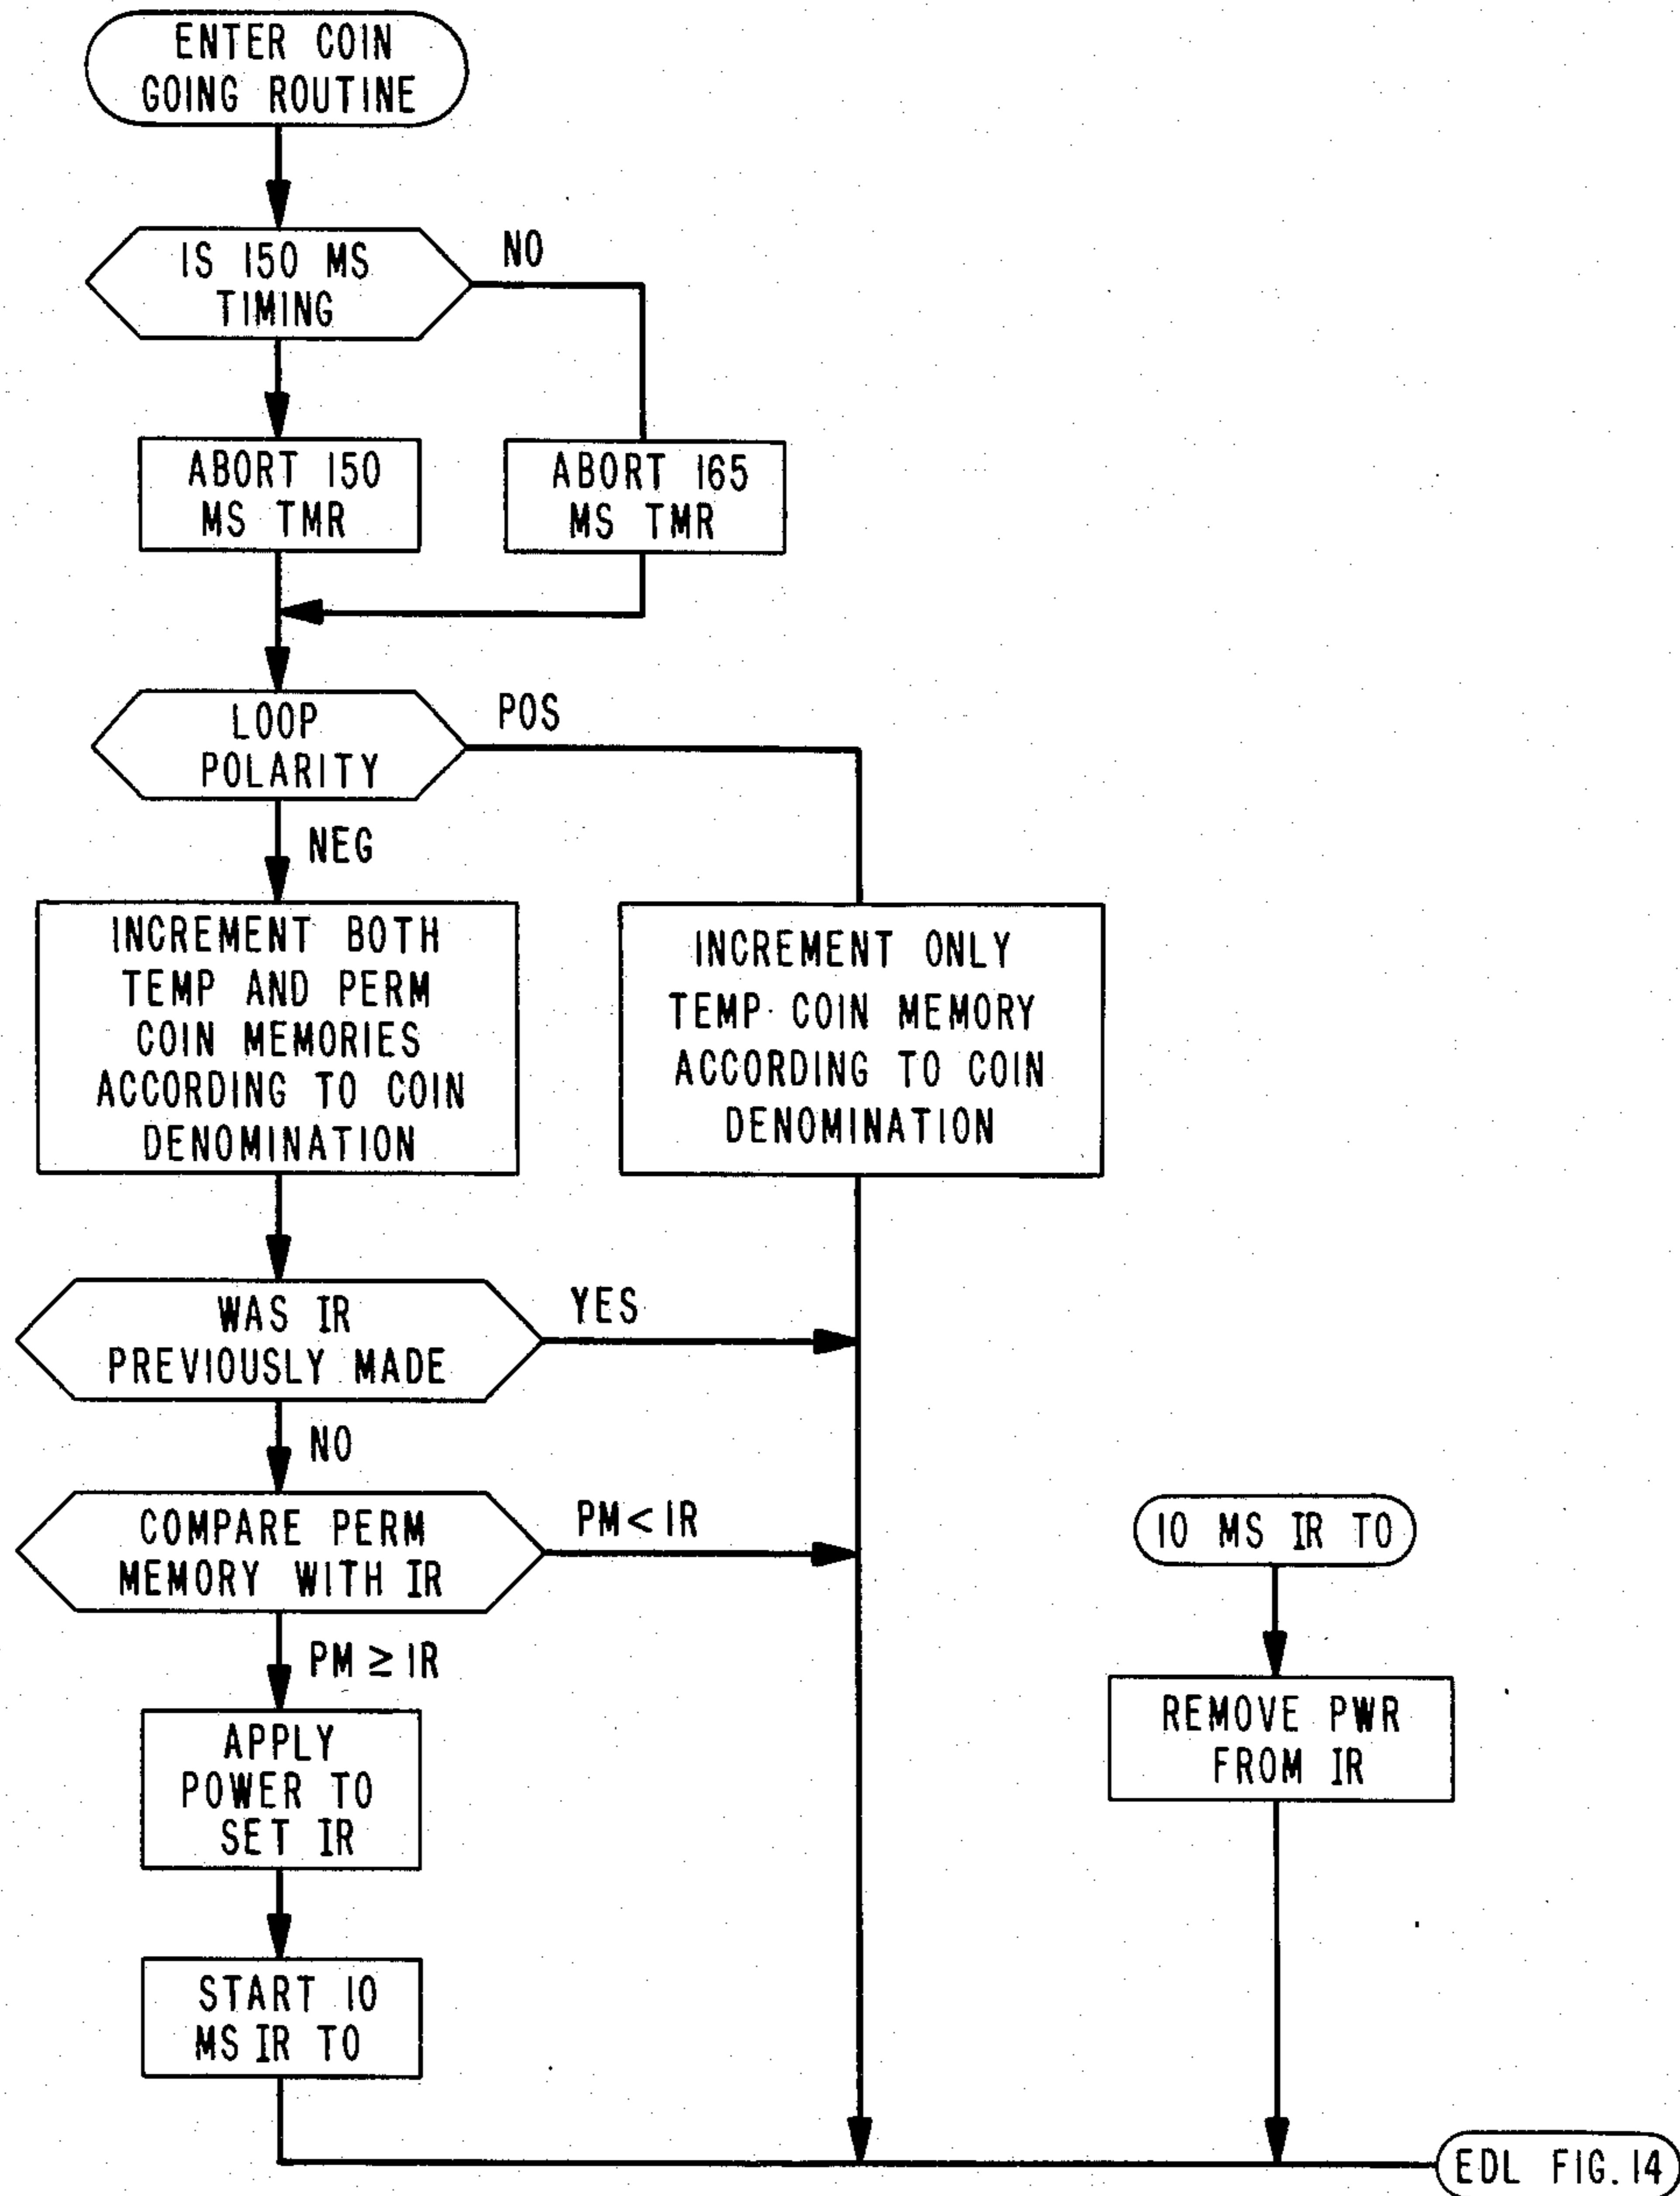 ENTER COIN
GOING ROUTINE
IS 150 MS
TIMING
NO
ABORT 150
MS TMR
ABORT 165
MS TMR
LOOP
POLARITY
POS
NEG
INCREMENT BOTH
TEMP AND PERM
COIN MEMORIES
ACCORDING TO COIN
DENOMINATION
INCREMENT ONLY
TEMP COIN MEMORY
ACCORDING TO COIN
DENOMINATION
WAS IR
PREVIOUSLY MADE
YES
NO
COMPARE PERM
MEMORY WITH IR
PM < IR
PM ≥ IR
APPLY
POWER TO
SET IR
START 10
MS IR TO
10 MS IR TO
REMOVE PWR
FROM IR
EDL FIG. 14